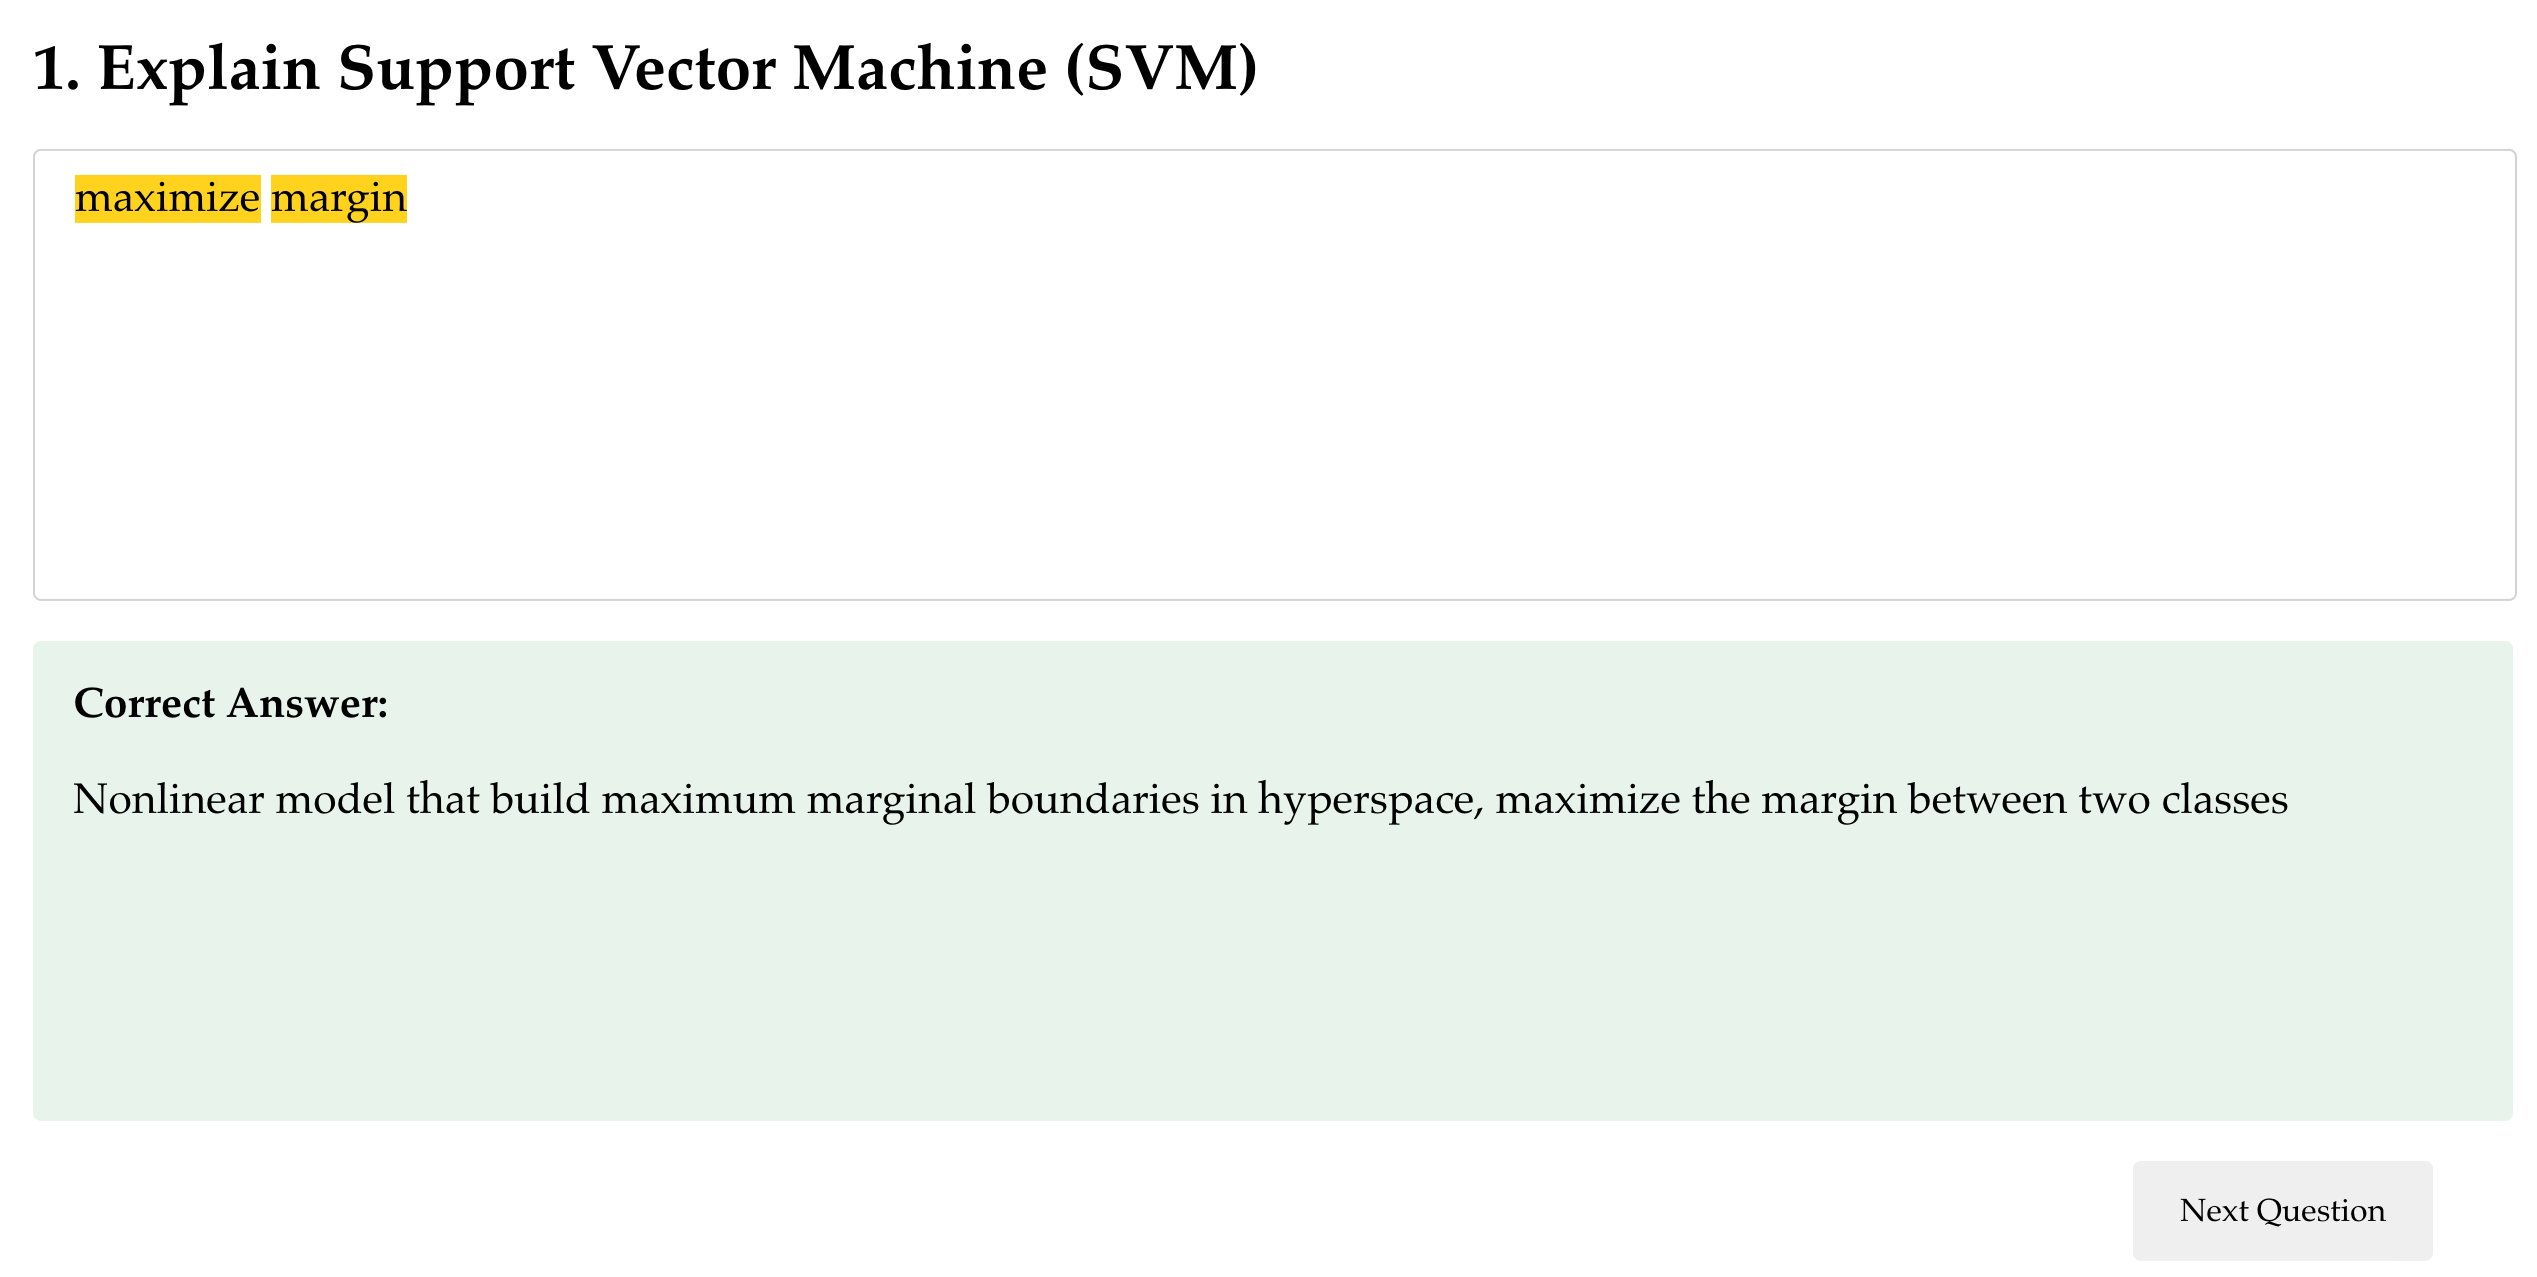 1. Explain Support Vector Machine (SVM)
maximize margin
Correct Answer:
Nonlinear model that build maximum marginal boundaries in hyperspace, maximize the margin between two classes
Next Question